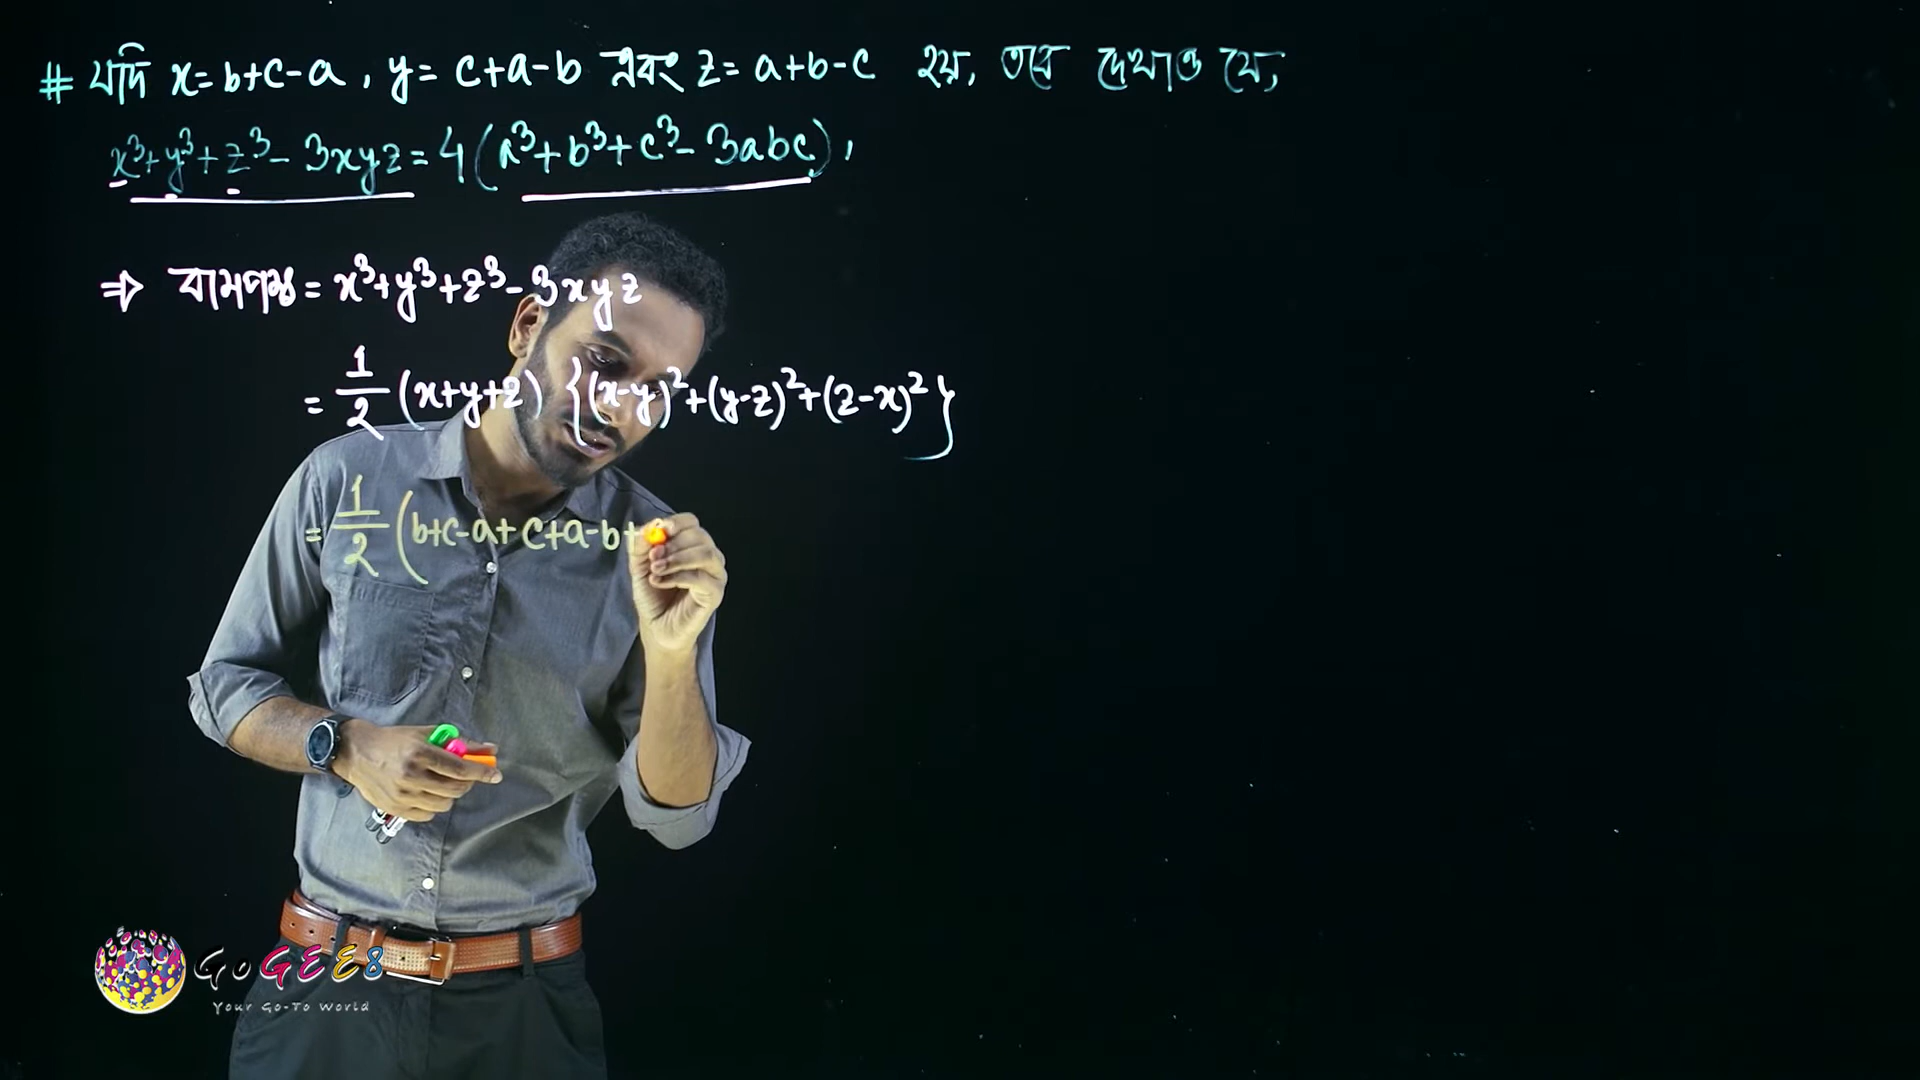 # যদি x=b+c-a, y= c+a-b এবং z= a+b-c হয়, তবে দেখাও যে,
x³+y³+z³- 3xyz=4(a³+b³+c³-3abc),
⇒ বামপক্ষ = x³+y³+z³-3xyz
= 1/2 (x+y+z) {(x-y)²+(y-z)²+(z-x)²}
= 1/2 (b+c-a+c+a-b+
GoGEE8
Your Go-To World